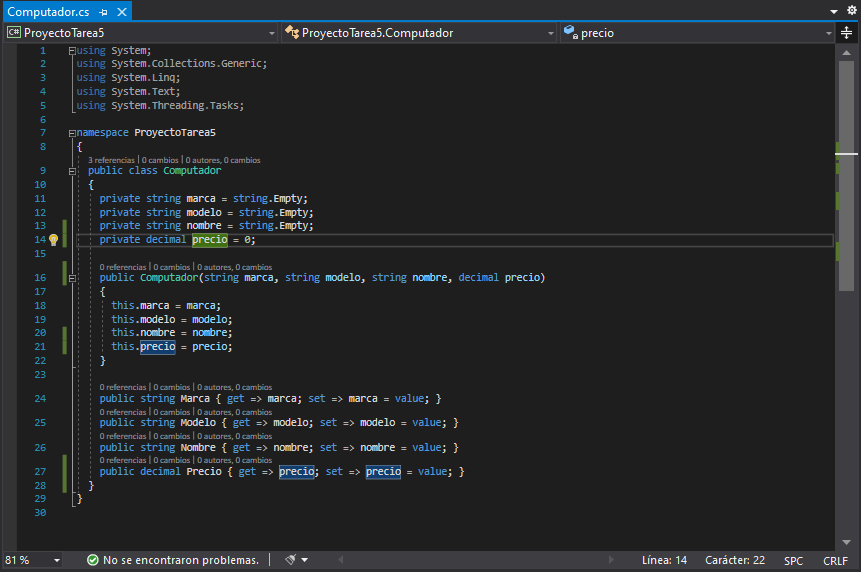 Computador.cs
ProyectoTarea5 ProyectoTarea5.Computador precio
1 using System;
2 using System.Collections.Generic;
3 using System.Linq;
4 using System.Text;
5 using System.Threading.Tasks;
6
7 namespace ProyectoTarea5
8 {
3 referencias | 0 cambios | 0 autores, 0 cambios
9 public class Computador
10 {
11 private string marca = string.Empty;
12 private string modelo = string.Empty;
13 private string nombre = string.Empty;
14 private decimal precio = 0;
15
0 referencias | 0 cambios | 0 autores, 0 cambios
16 public Computador(string marca, string modelo, string nombre, decimal precio)
17 {
18 this.marca = marca;
19 this.modelo = modelo;
20 this.nombre = nombre;
21 this.precio = precio;
22 }
23
0 referencias | 0 cambios | 0 autores, 0 cambios
24 public string Marca { get => marca; set => marca = value; }
0 referencias | 0 cambios | 0 autores, 0 cambios
25 public string Modelo { get => modelo; set => modelo = value; }
0 referencias | 0 cambios | 0 autores, 0 cambios
26 public string Nombre { get => nombre; set => nombre = value; }
0 referencias | 0 cambios | 0 autores, 0 cambios
27 public decimal Precio { get => precio; set => precio = value; }
28 }
29 }
30
81 % No se encontraron problemas. Línea: 14 Carácter: 22 SPC CRLF